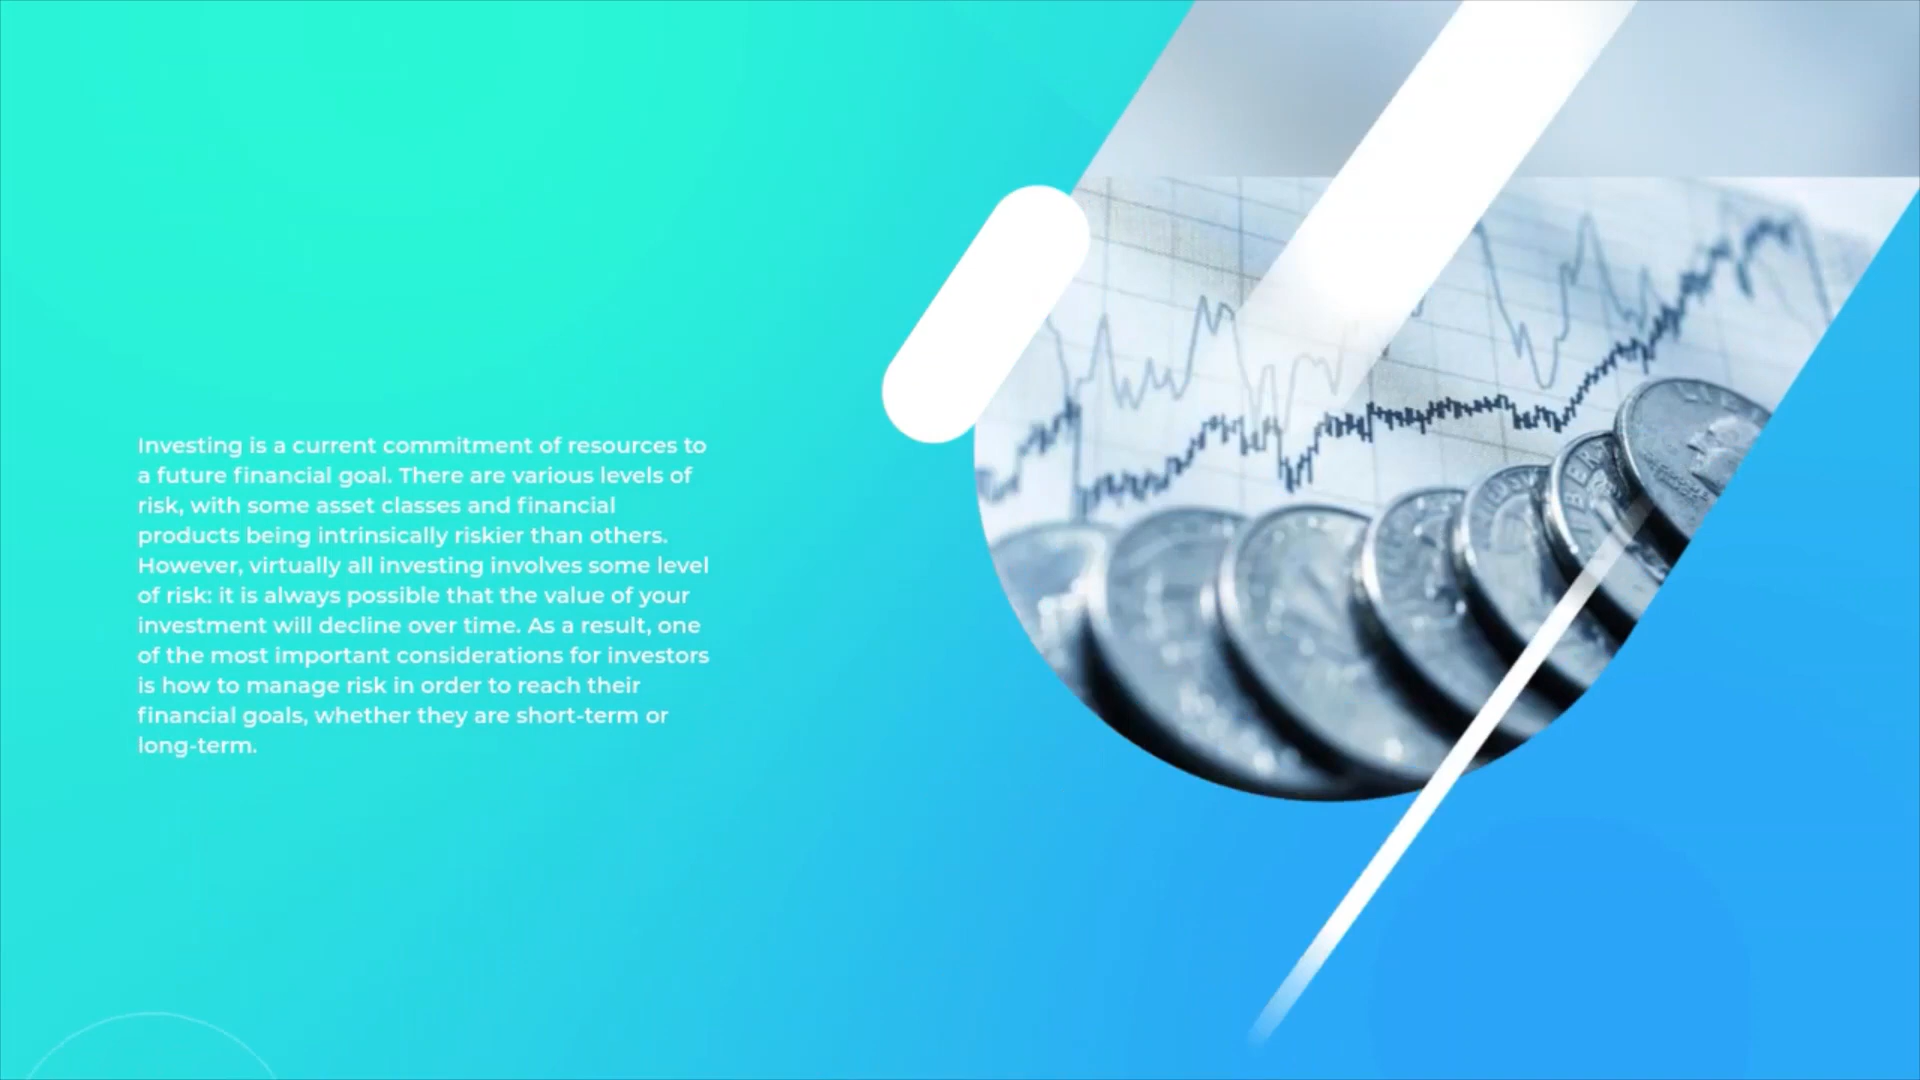 Investing is a current commitment of resources to
a future financial goal. There are various levels of
risk, with some asset classes and financial
products being intrinsically riskier than others.
However, virtually all investing involves some level
of risk: it is always possible that the value of your
investment will decline over time. As a result, one
of the most important considerations for investors
is how to manage risk in order to reach their
financial goals, whether they are short-term or
long-term.